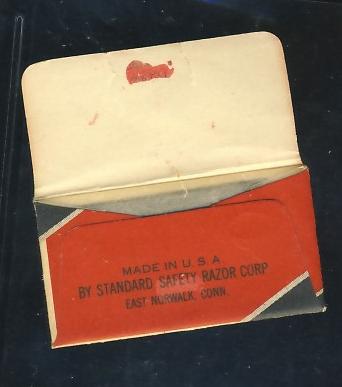 MADE IN U.S.A.
BY STANDARD SAFETY RAZOR CORP.
EAST NORWALK, CONN.